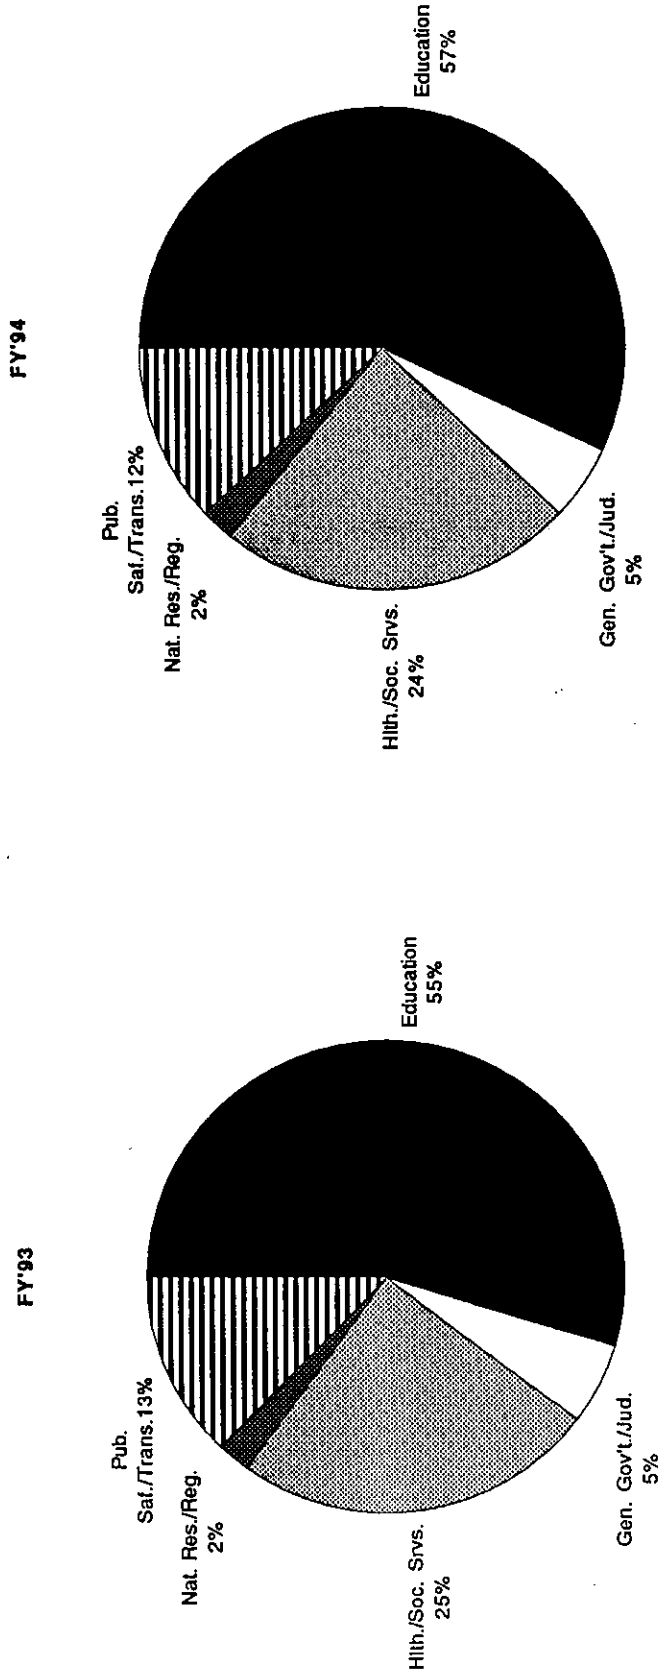 FY'93
Pub.
Saf./Trans.13%
Nat. Res./Reg.
2%
Hlth./Soc. Srvs.
25%
Gen. Gov't./Jud.
5%
Education
55%
FY'94
Pub.
Saf./Trans.12%
Nat. Res./Reg.
2%
Hlth./Soc. Srvs.
24%
Gen. Gov't./Jud.
5%
Education
57%